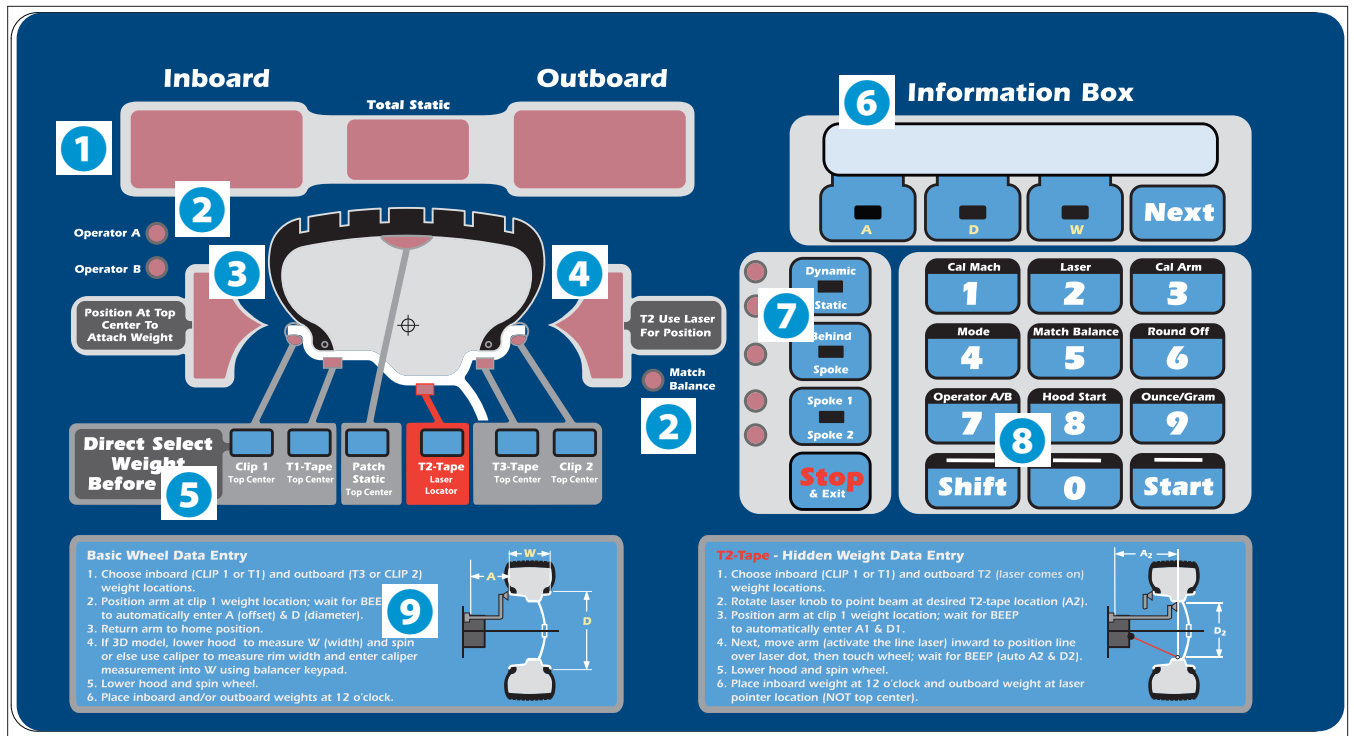 Inboard
Outboard
Total Static
1
2
Operator A
Operator B
3
4
Position At Top
Center To
Attach Weight
T2 Use Laser
For Position
Match
Balance
2
Direct Select
Weight
Before
5
Clip 1
Top Center
T1-Tape
Top Center
Patch
Static
Top Center
T2-Tape
Laser
Locator
T3-Tape
Top Center
Clip 2
Top Center
6
Information Box
A
D
W
Next
7
Dynamic
Static
Behind
Spoke
Spoke 1
Spoke 2
Stop
& Exit
Cal Mach
1
Laser
2
Cal Arm
3
Mode
4
Match Balance
5
Round Off
6
Operator A/B
7
Hood Start
8
Ounce/Gram
9
8
Shift
0
Start
Basic Wheel Data Entry
1. Choose inboard (CLIP 1 or T1) and outboard (T3 or CLIP 2)
weight locations.
2. Position arm at clip 1 weight location; wait for BEE
to automatically enter A (offset) & D (diameter).
3. Return arm to home position.
4. If 3D model, lower hood to measure W (width) and spin
or else use caliper to measure rim width and enter caliper
measurement into W using balancer keypad.
5. Lower hood and spin wheel.
6. Place inboard and/or outboard weights at 12 o'clock.
9
W
A
D
T2-Tape - Hidden Weight Data Entry
1. Choose inboard (CLIP 1 or T1) and outboard T2 (laser comes on)
weight locations.
2. Rotate laser knob to point beam at desired T2-tape location (A2).
3. Position arm at clip 1 weight location; wait for BEEP
to automatically enter A1 & D1.
4. Next, move arm (activate the line laser) inward to position line
over laser dot, then touch wheel; wait for BEEP (auto A2 & D2).
5. Lower hood and spin wheel.
6. Place inboard weight at 12 o'clock and outboard weight at laser
pointer location (NOT top center).
A2
D2